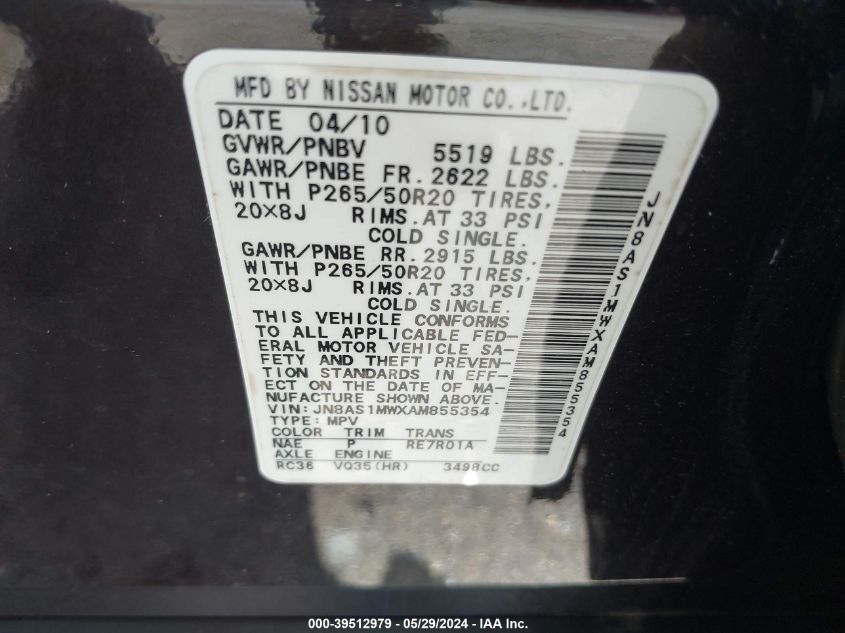 MFD BY NISSAN MOTOR CO.,LTD.
DATE 04/10
GVWR/PNBV 5519 LBS.
GAWR/PNBE FR.2622 LBS.
WITH P265/50R20 TIRES,
20×8J RIMS.AT 33 PSI
COLD SINGLE.
GAWR/PNBE RR.2915 LBS.
WITH P265/50R20 TIRES,
20×8J RIMS.AT 33 PSI
COLD SINGLE.
THIS VEHICLE CONFORMS
TO ALL APPLICABLE FED-
ERAL MOTOR VEHICLE SA-
FETY AND THEFT PREVEN-
TION STANDARDS IN EFF-
ECT ON THE DATE OF MA-
NUFACTURE SHOWN ABOVE.
VIN:JN8AS1MWXAM855354
TYPE:MPV
COLOR TRIM TRANS
NAE P RE7R01A
AXLE ENGINE
RC36 VQ35(HR) 3498CC
JN8AS1MWXAM855354
000-39512979 - 05/29/2024 - IAA Inc.